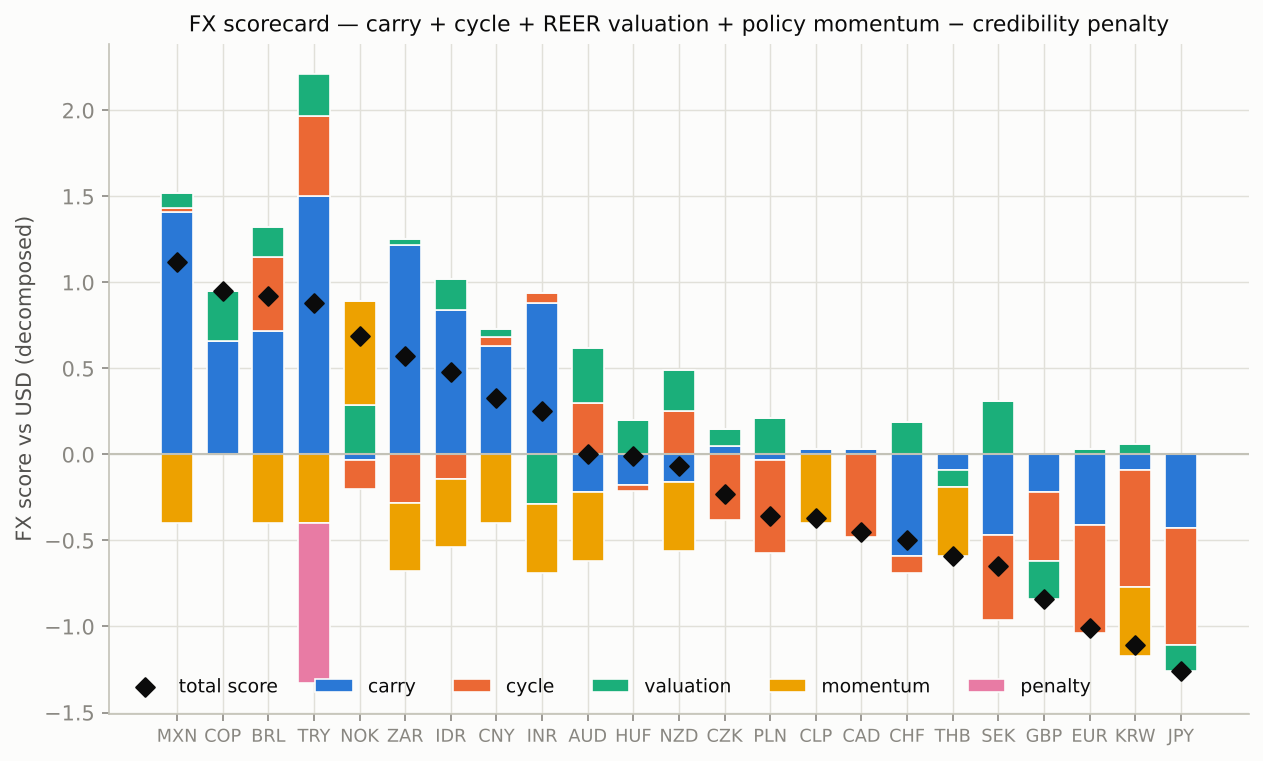 FX scorecard — carry + cycle + REER valuation + policy momentum − credibility penalty
FX score vs USD (decomposed)
2.0
1.5
1.0
0.5
0.0
−0.5
−1.0
−1.5
total score carry cycle valuation momentum penalty
MXN COP BRL TRY NOK ZAR IDR CNY INR AUD HUF NZD CZK PLN CLP CAD CHF THB SEK GBP EUR KRW JPY